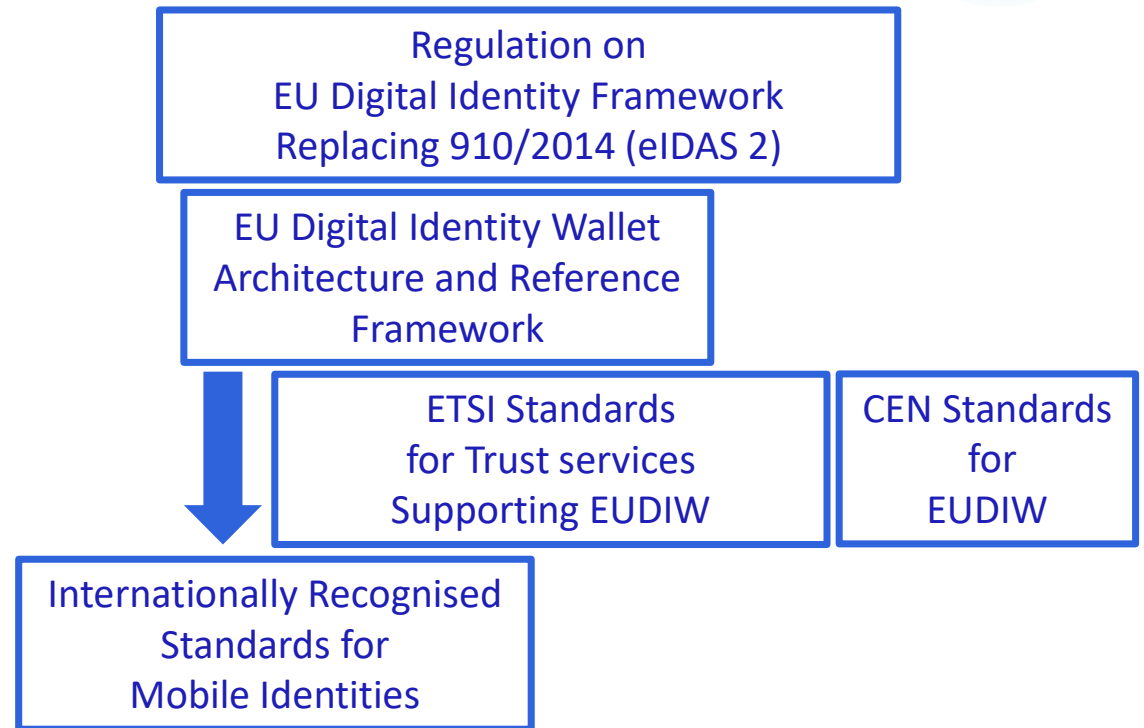 Regulation on
EU Digital Identity Framework
Replacing 910/2014 (eIDAS 2)
EU Digital Identity Wallet
Architecture and Reference
Framework
ETSI Standards
for Trust services
Supporting EUDIW
CEN Standards
for
EUDIW
Internationally Recognised
Standards for
Mobile Identities